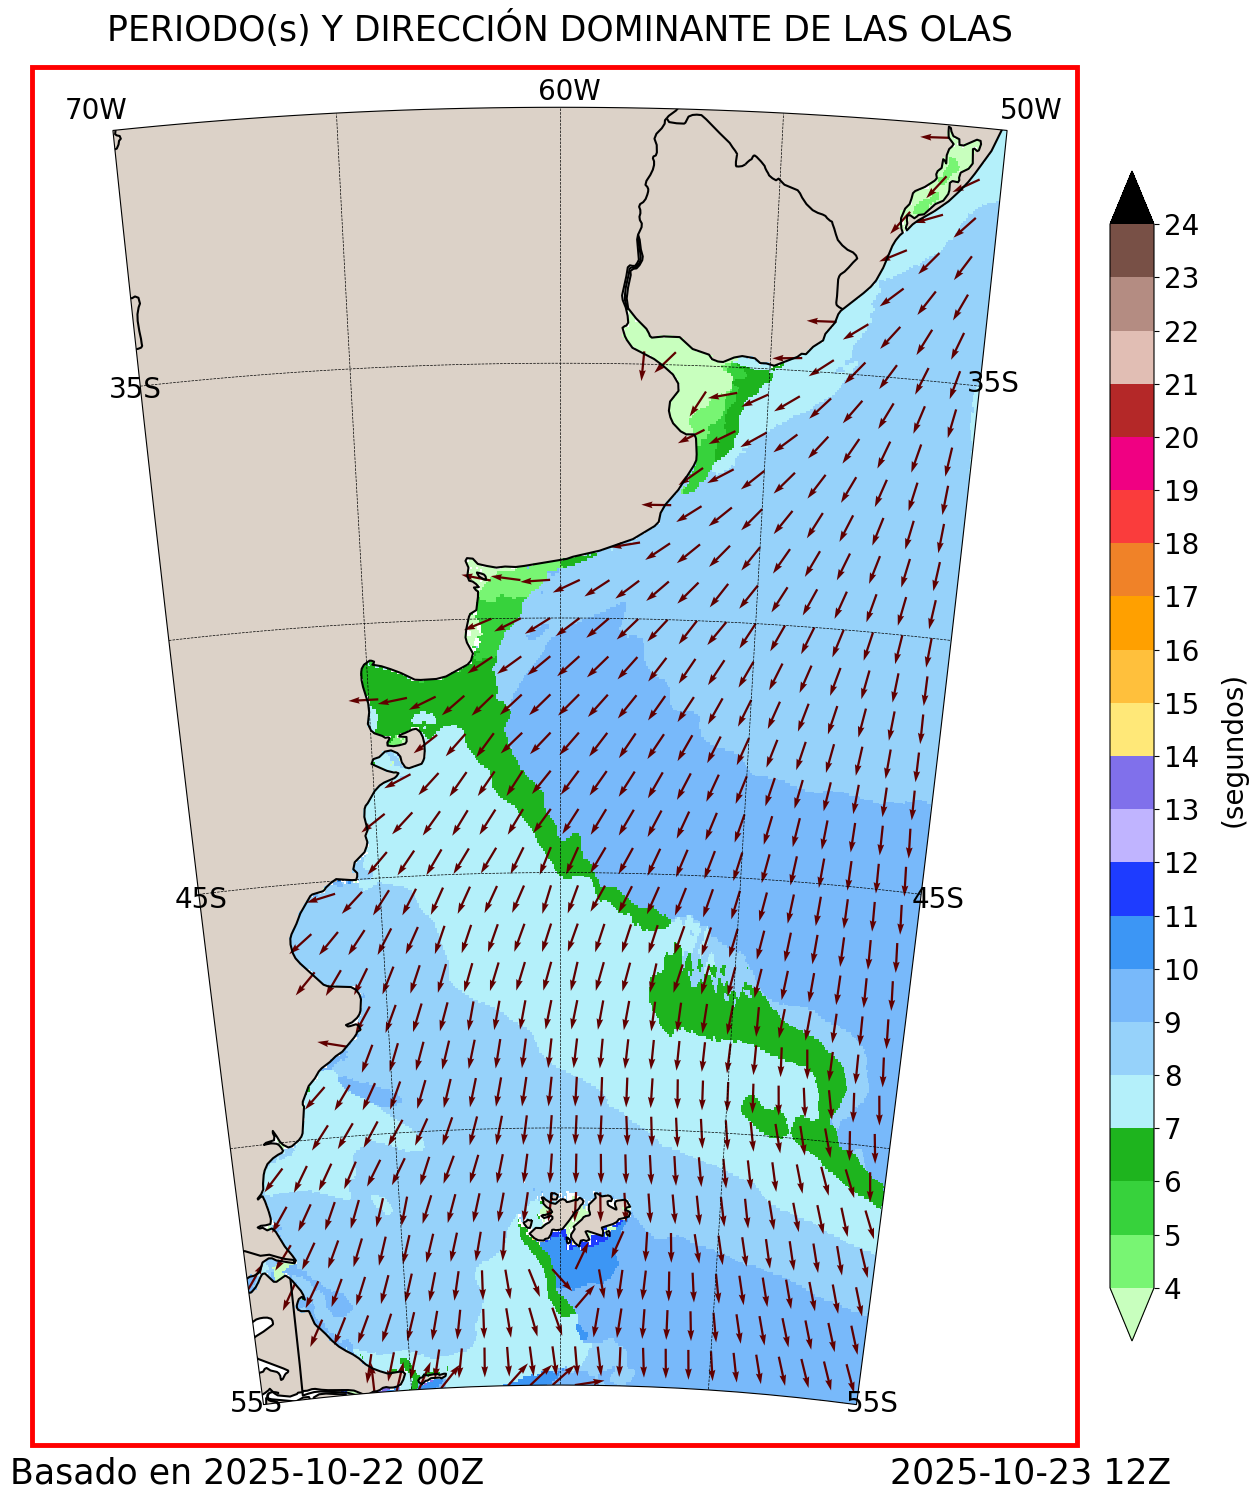 PERIODO(s) Y DIRECCIÓN DOMINANTE DE LAS OLAS
70W
60W
50W
35S
35S
45S
45S
55S
55S
24
23
22
21
20
19
18
17
16
15
14
13
12
11
10
9
8
7
6
5
4
(segundos)
Basado en 2025-10-22 00Z
2025-10-23 12Z